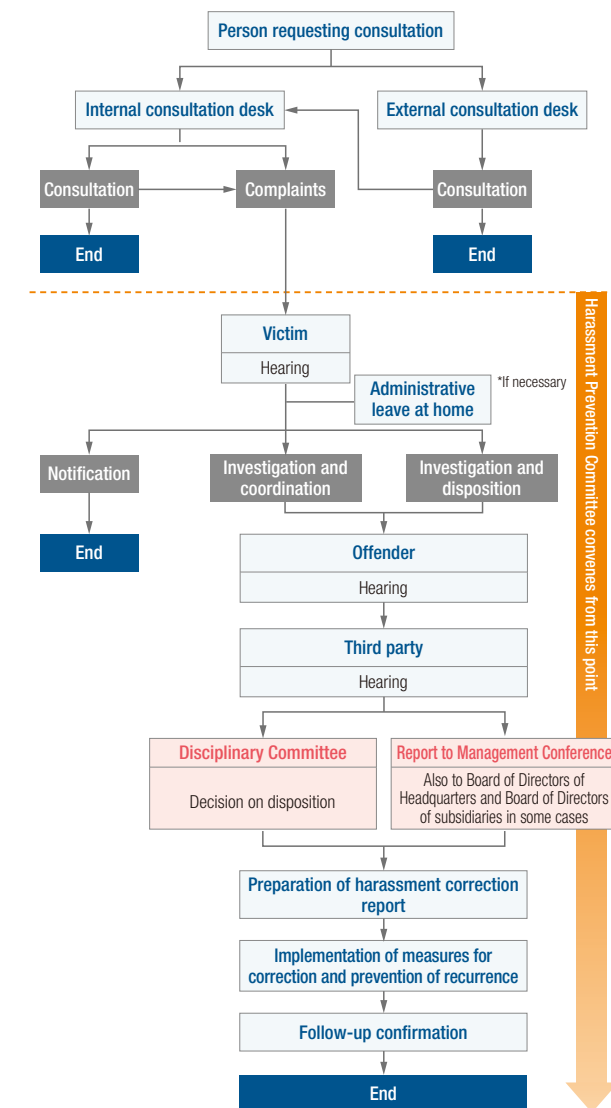 Person requesting consultation
Internal consultation desk
External consultation desk
Consultation
Complaints
Consultation
End
End
Harassment Prevention Committee convenes from this point
Victim
Hearing
Administrative
leave at home
*If necessary
Notification
Investigation and
coordination
Investigation and
disposition
End
Offender
Hearing
Third party
Hearing
Disciplinary Committee
Decision on disposition
Report to Management Conference
Also to Board of Directors of
Headquarters and Board of Directors
of subsidiaries in some cases
Preparation of harassment correction
report
Implementation of measures for
correction and prevention of recurrence
Follow-up confirmation
End